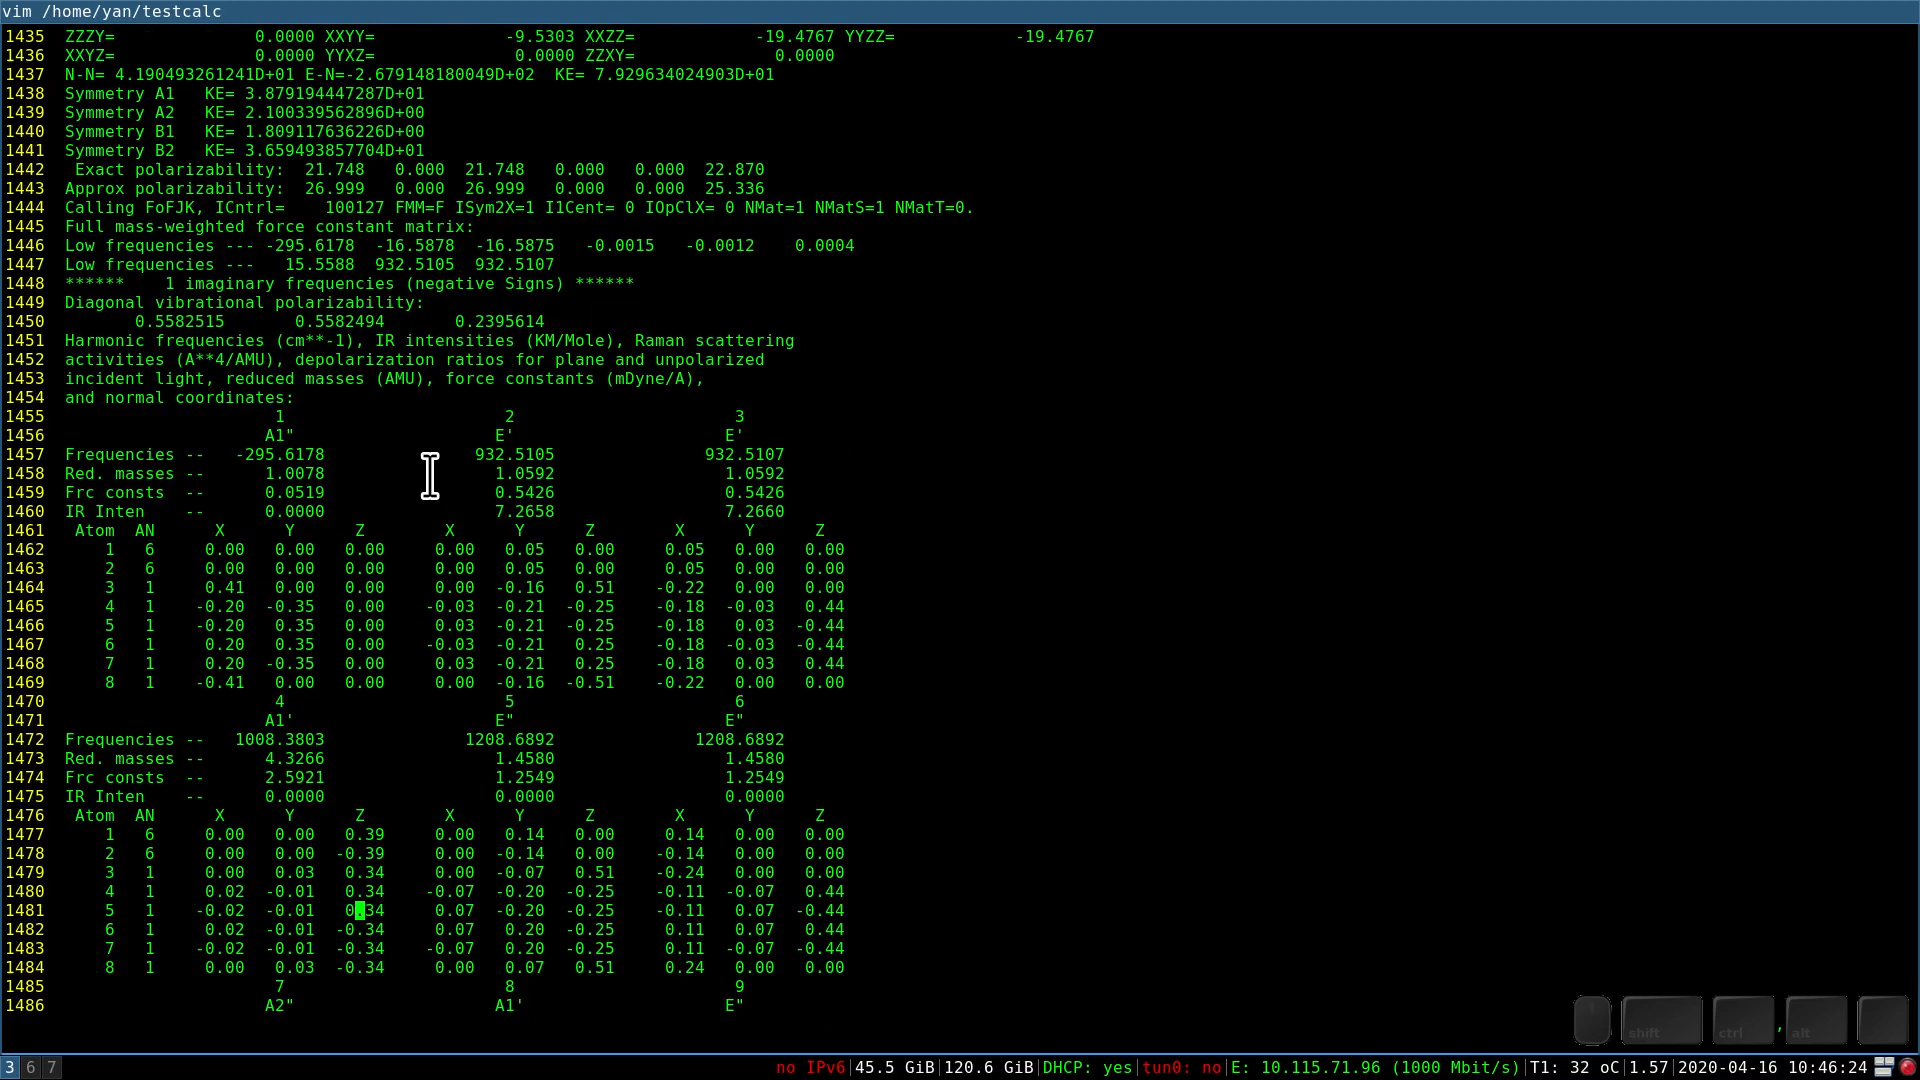 vim /home/yan/testcalc
1435  ZZZY=              0.0000 XXYY=             -9.5303 XXZZ=            -19.4767 YYZZ=            -19.4767
1436  XXYZ=              0.0000 YYXZ=              0.0000 ZZXY=              0.0000
1437  N-N= 4.190493261241D+01 E-N=-2.679148180049D+02  KE= 7.929634024903D+01
1438  Symmetry A1   KE= 3.879194447287D+01
1439  Symmetry A2   KE= 2.100339562896D+00
1440  Symmetry B1   KE= 1.809117636226D+00
1441  Symmetry B2   KE= 3.659493857704D+01
1442   Exact polarizability:  21.748   0.000  21.748   0.000   0.000  22.870
1443  Approx polarizability:  26.999   0.000  26.999   0.000   0.000  25.336
1444  Calling FoFJK, ICntrl=    100127 FMM=F ISym2X=1 I1Cent= 0 IOpClX= 0 NMat=1 NMatS=1 NMatT=0.
1445  Full mass-weighted force constant matrix:
1446  Low frequencies --- -295.6178  -16.5878  -16.5875   -0.0015   -0.0012    0.0004
1447  Low frequencies ---   15.5588  932.5105  932.5107
1448  ******    1 imaginary frequencies (negative Signs) ******
1449  Diagonal vibrational polarizability:
1450         0.5582515       0.5582494       0.2395614
1451  Harmonic frequencies (cm**-1), IR intensities (KM/Mole), Raman scattering
1452  activities (A**4/AMU), depolarization ratios for plane and unpolarized
1453  incident light, reduced masses (AMU), force constants (mDyne/A),
1454  and normal coordinates:
1455                       1                      2                      3
1456                      A1"                    E'                     E'
1457  Frequencies --   -295.6178               932.5105               932.5107
1458  Red. masses --      1.0078                 1.0592                 1.0592
1459  Frc consts  --      0.0519                 0.5426                 0.5426
1460  IR Inten    --      0.0000                 7.2658                 7.2660
1461   Atom  AN      X      Y      Z        X      Y      Z        X      Y      Z
1462      1   6     0.00   0.00   0.00     0.00   0.05   0.00     0.05   0.00   0.00
1463      2   6     0.00   0.00   0.00     0.00   0.05   0.00     0.05   0.00   0.00
1464      3   1     0.41   0.00   0.00     0.00  -0.16   0.51    -0.22   0.00   0.00
1465      4   1    -0.20  -0.35   0.00    -0.03  -0.21  -0.25    -0.18  -0.03   0.44
1466      5   1    -0.20   0.35   0.00     0.03  -0.21  -0.25    -0.18   0.03  -0.44
1467      6   1     0.20   0.35   0.00    -0.03  -0.21   0.25    -0.18  -0.03  -0.44
1468      7   1     0.20  -0.35   0.00     0.03  -0.21   0.25    -0.18   0.03   0.44
1469      8   1    -0.41   0.00   0.00     0.00  -0.16  -0.51    -0.22   0.00   0.00
1470                       4                      5                      6
1471                      A1'                    E"                     E"
1472  Frequencies --   1008.3803              1208.6892              1208.6892
1473  Red. masses --      4.3266                 1.4580                 1.4580
1474  Frc consts  --      2.5921                 1.2549                 1.2549
1475  IR Inten    --      0.0000                 0.0000                 0.0000
1476   Atom  AN      X      Y      Z        X      Y      Z        X      Y      Z
1477      1   6     0.00   0.00   0.39     0.00   0.14   0.00     0.14   0.00   0.00
1478      2   6     0.00   0.00  -0.39     0.00  -0.14   0.00    -0.14   0.00   0.00
1479      3   1     0.00   0.03   0.34     0.00  -0.07   0.51    -0.24   0.00   0.00
1480      4   1     0.02  -0.01   0.34    -0.07  -0.20  -0.25    -0.11  -0.07   0.44
1481      5   1    -0.02  -0.01   0.34     0.07  -0.20  -0.25    -0.11   0.07  -0.44
1482      6   1     0.02  -0.01  -0.34     0.07   0.20  -0.25     0.11   0.07   0.44
1483      7   1    -0.02  -0.01  -0.34    -0.07   0.20  -0.25     0.11  -0.07  -0.44
1484      8   1     0.00   0.03  -0.34     0.00   0.07   0.51     0.24   0.00   0.00
1485                       7                      8                      9
1486                      A2"                    A1'                    E"
shift ctrl , alt
3 6 7 no IPv6|45.5 GiB|120.6 GiB|DHCP: yes|tun0: no|E: 10.115.71.96 (1000 Mbit/s)|T1: 32 oC|1.57|2020-04-16 10:46:24